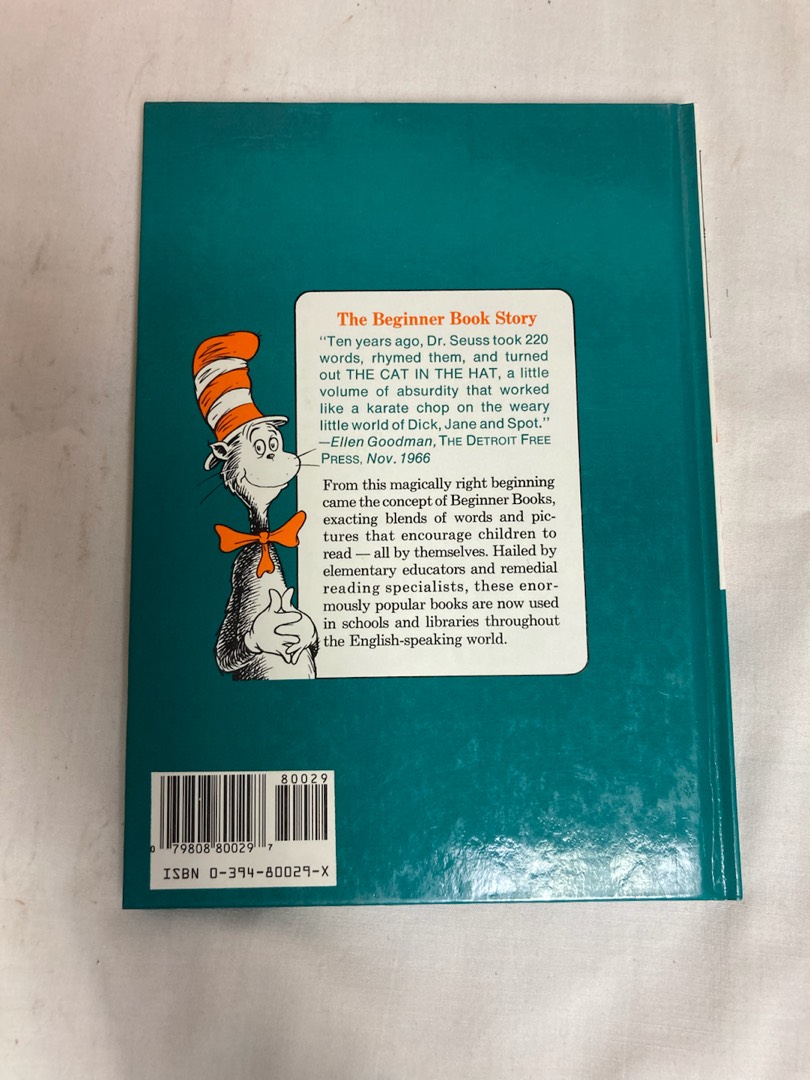 The Beginner Book Story
"Ten years ago, Dr. Seuss took 220
words, rhymed them, and turned
out THE CAT IN THE HAT, a little
volume of absurdity that worked
like a karate chop on the weary
little world of Dick, Jane and Spot."
—Ellen Goodman, THE DETROIT FREE
PRESS, Nov. 1966
From this magically right beginning
came the concept of Beginner Books,
exacting blends of words and pic-
tures that encourage children to
read — all by themselves. Hailed by
elementary educators and remedial
reading specialists, these enor-
mously popular books are now used
in schools and libraries throughout
the English-speaking world.
80029
0 79808 80029 7
ISBN 0-394-80029-X